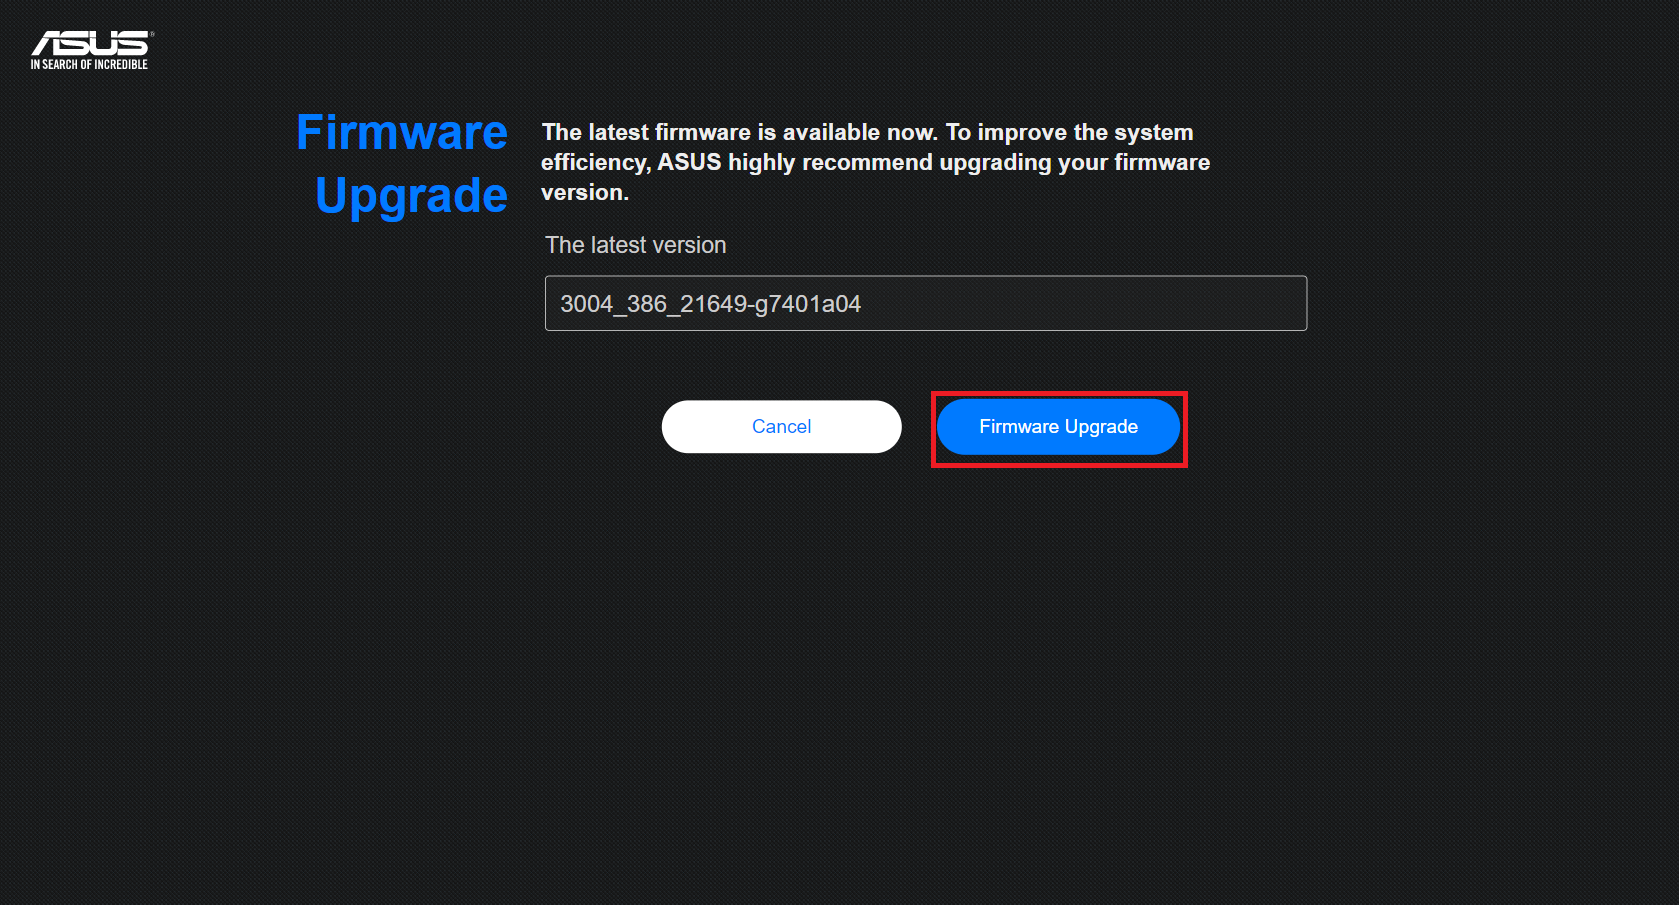 ASUS®
IN SEARCH OF INCREDIBLE
Firmware
Upgrade
The latest firmware is available now. To improve the system
efficiency, ASUS highly recommend upgrading your firmware
version.
The latest version
3004_386_21649-g7401a04
Cancel
Firmware Upgrade